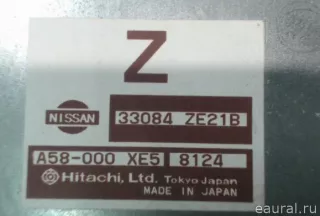 Z
NISSAN
33084 ZE21B
A58-000 XE5 8124
Hitachi, Ltd. Tokyo Japan
MADE IN JAPAN
eaural.ru